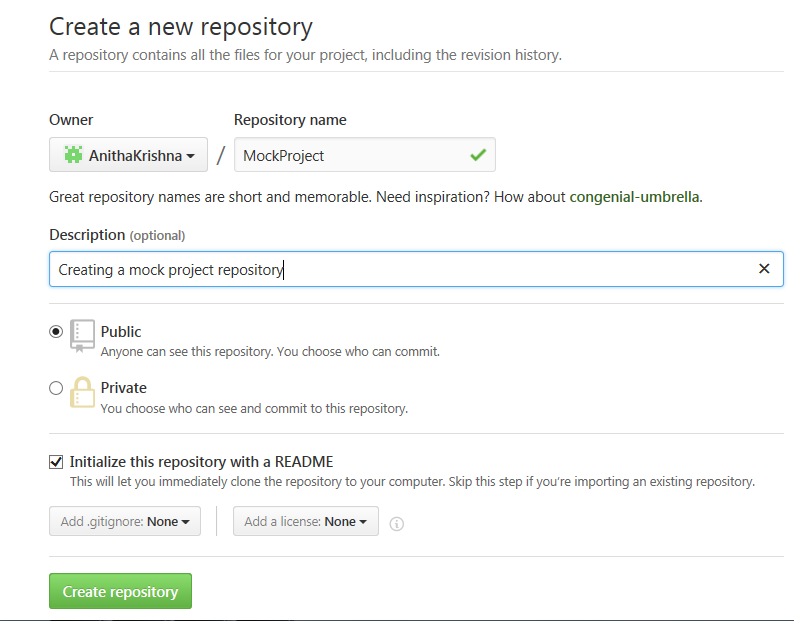 Create a new repository
A repository contains all the files for your project, including the revision history.
Owner
Repository name
AnithaKrishna / MockProject
Great repository names are short and memorable. Need inspiration? How about congenial-umbrella.
Description (optional)
Creating a mock project repository
Public
Anyone can see this repository. You choose who can commit.
Private
You choose who can see and commit to this repository.
Initialize this repository with a README
This will let you immediately clone the repository to your computer. Skip this step if you’re importing an existing repository.
Add .gitignore: None
Add a license: None
Create repository